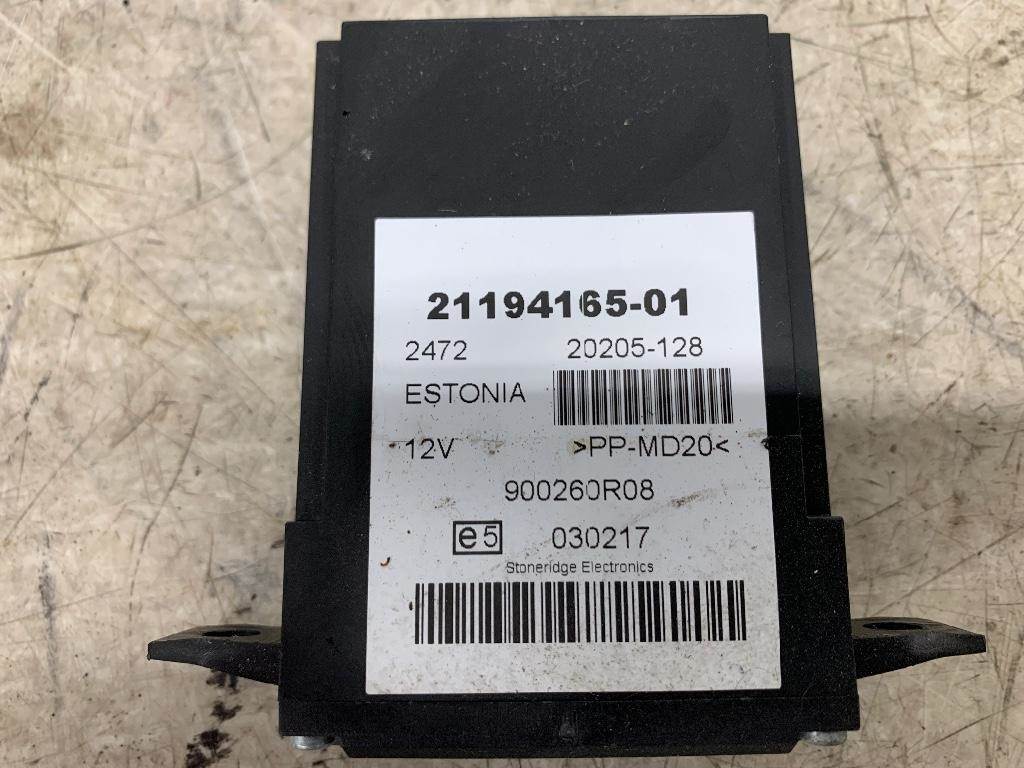 21194165-01
2472 20205-128
ESTONIA
12V >PP-MD20<
900260R08
e5 030217
Stoneridge Electronics